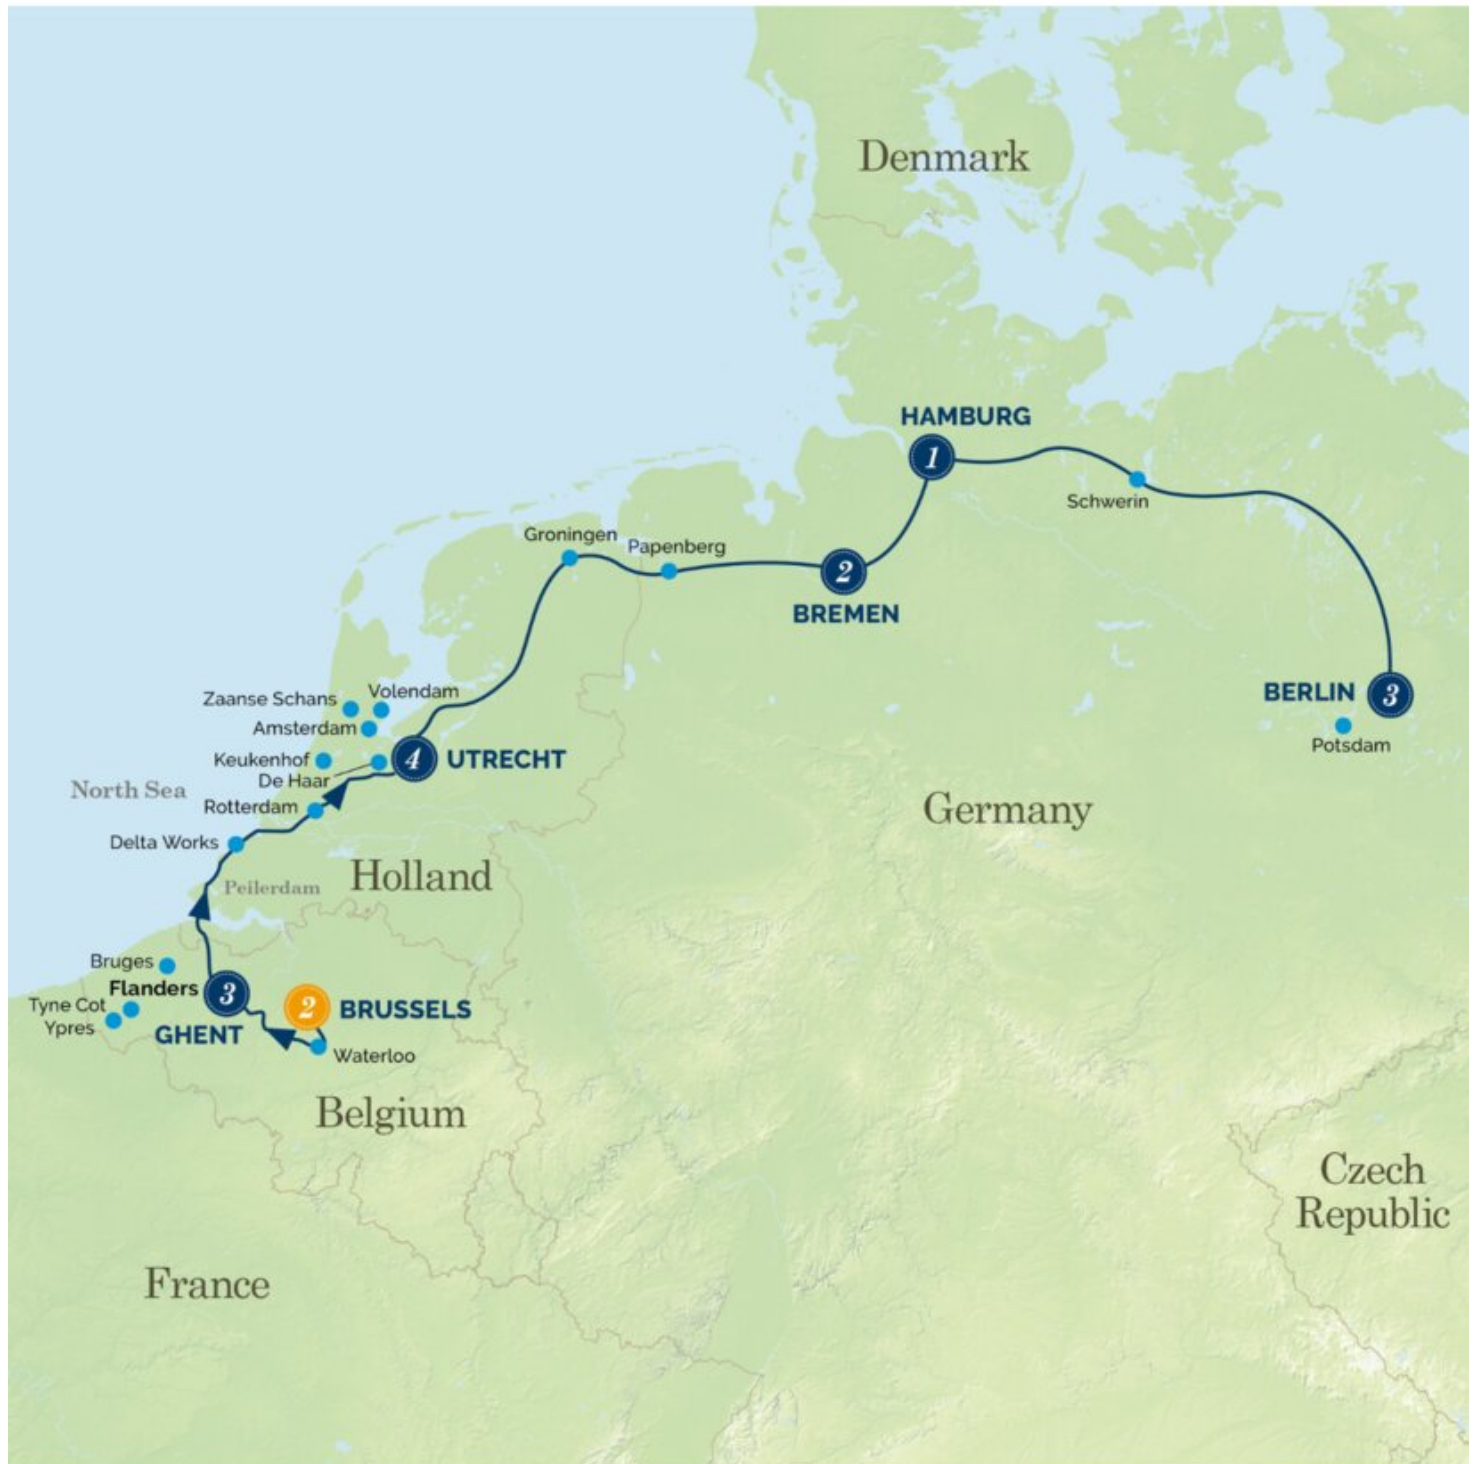 Denmark
HAMBURG
1
Schwerin
Groningen
Papenberg
2
BREMEN
Zaanse Schans
Volendam
Amsterdam
BERLIN
3
Potsdam
Keukenhof
4
UTRECHT
De Haar
North Sea
Rotterdam
Germany
Delta Works
Holland
Peilerdam
Bruges
Flanders
3
2
BRUSSELS
Tyne Cot
Ypres
GHENT
Waterloo
Belgium
Czech
Republic
France